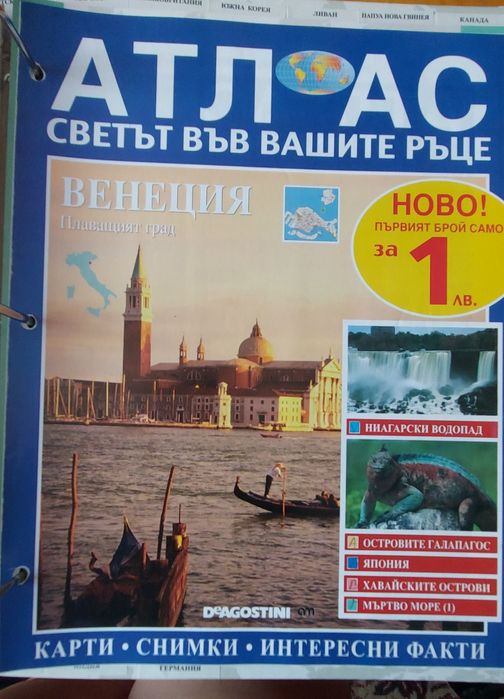 ЮЖНА КОРЕЯ
ЛИВАН
ПАПУА НОВА ГВИНЕЯ
КАНАДА
АТЛАС
СВЕТЪТ ВЪВ ВАШИТЕ РЪЦЕ
ВЕНЕЦИЯ
Плаващият град
НОВО!
ПЪРВИЯТ БРОЙ САМО
за 1 ЛВ.
НИАГАРСКИ ВОДОПАД
ОСТРОВИТЕ ГАЛАПАГОС
ЯПОНИЯ
ХАВАЙСКИТЕ ОСТРОВИ
МЪРТВО МОРЕ (1)
DEAGOSTINI am
КАРТИ • СНИМКИ • ИНТЕРЕСНИ ФАКТИ
ГЕРМАНИЯ